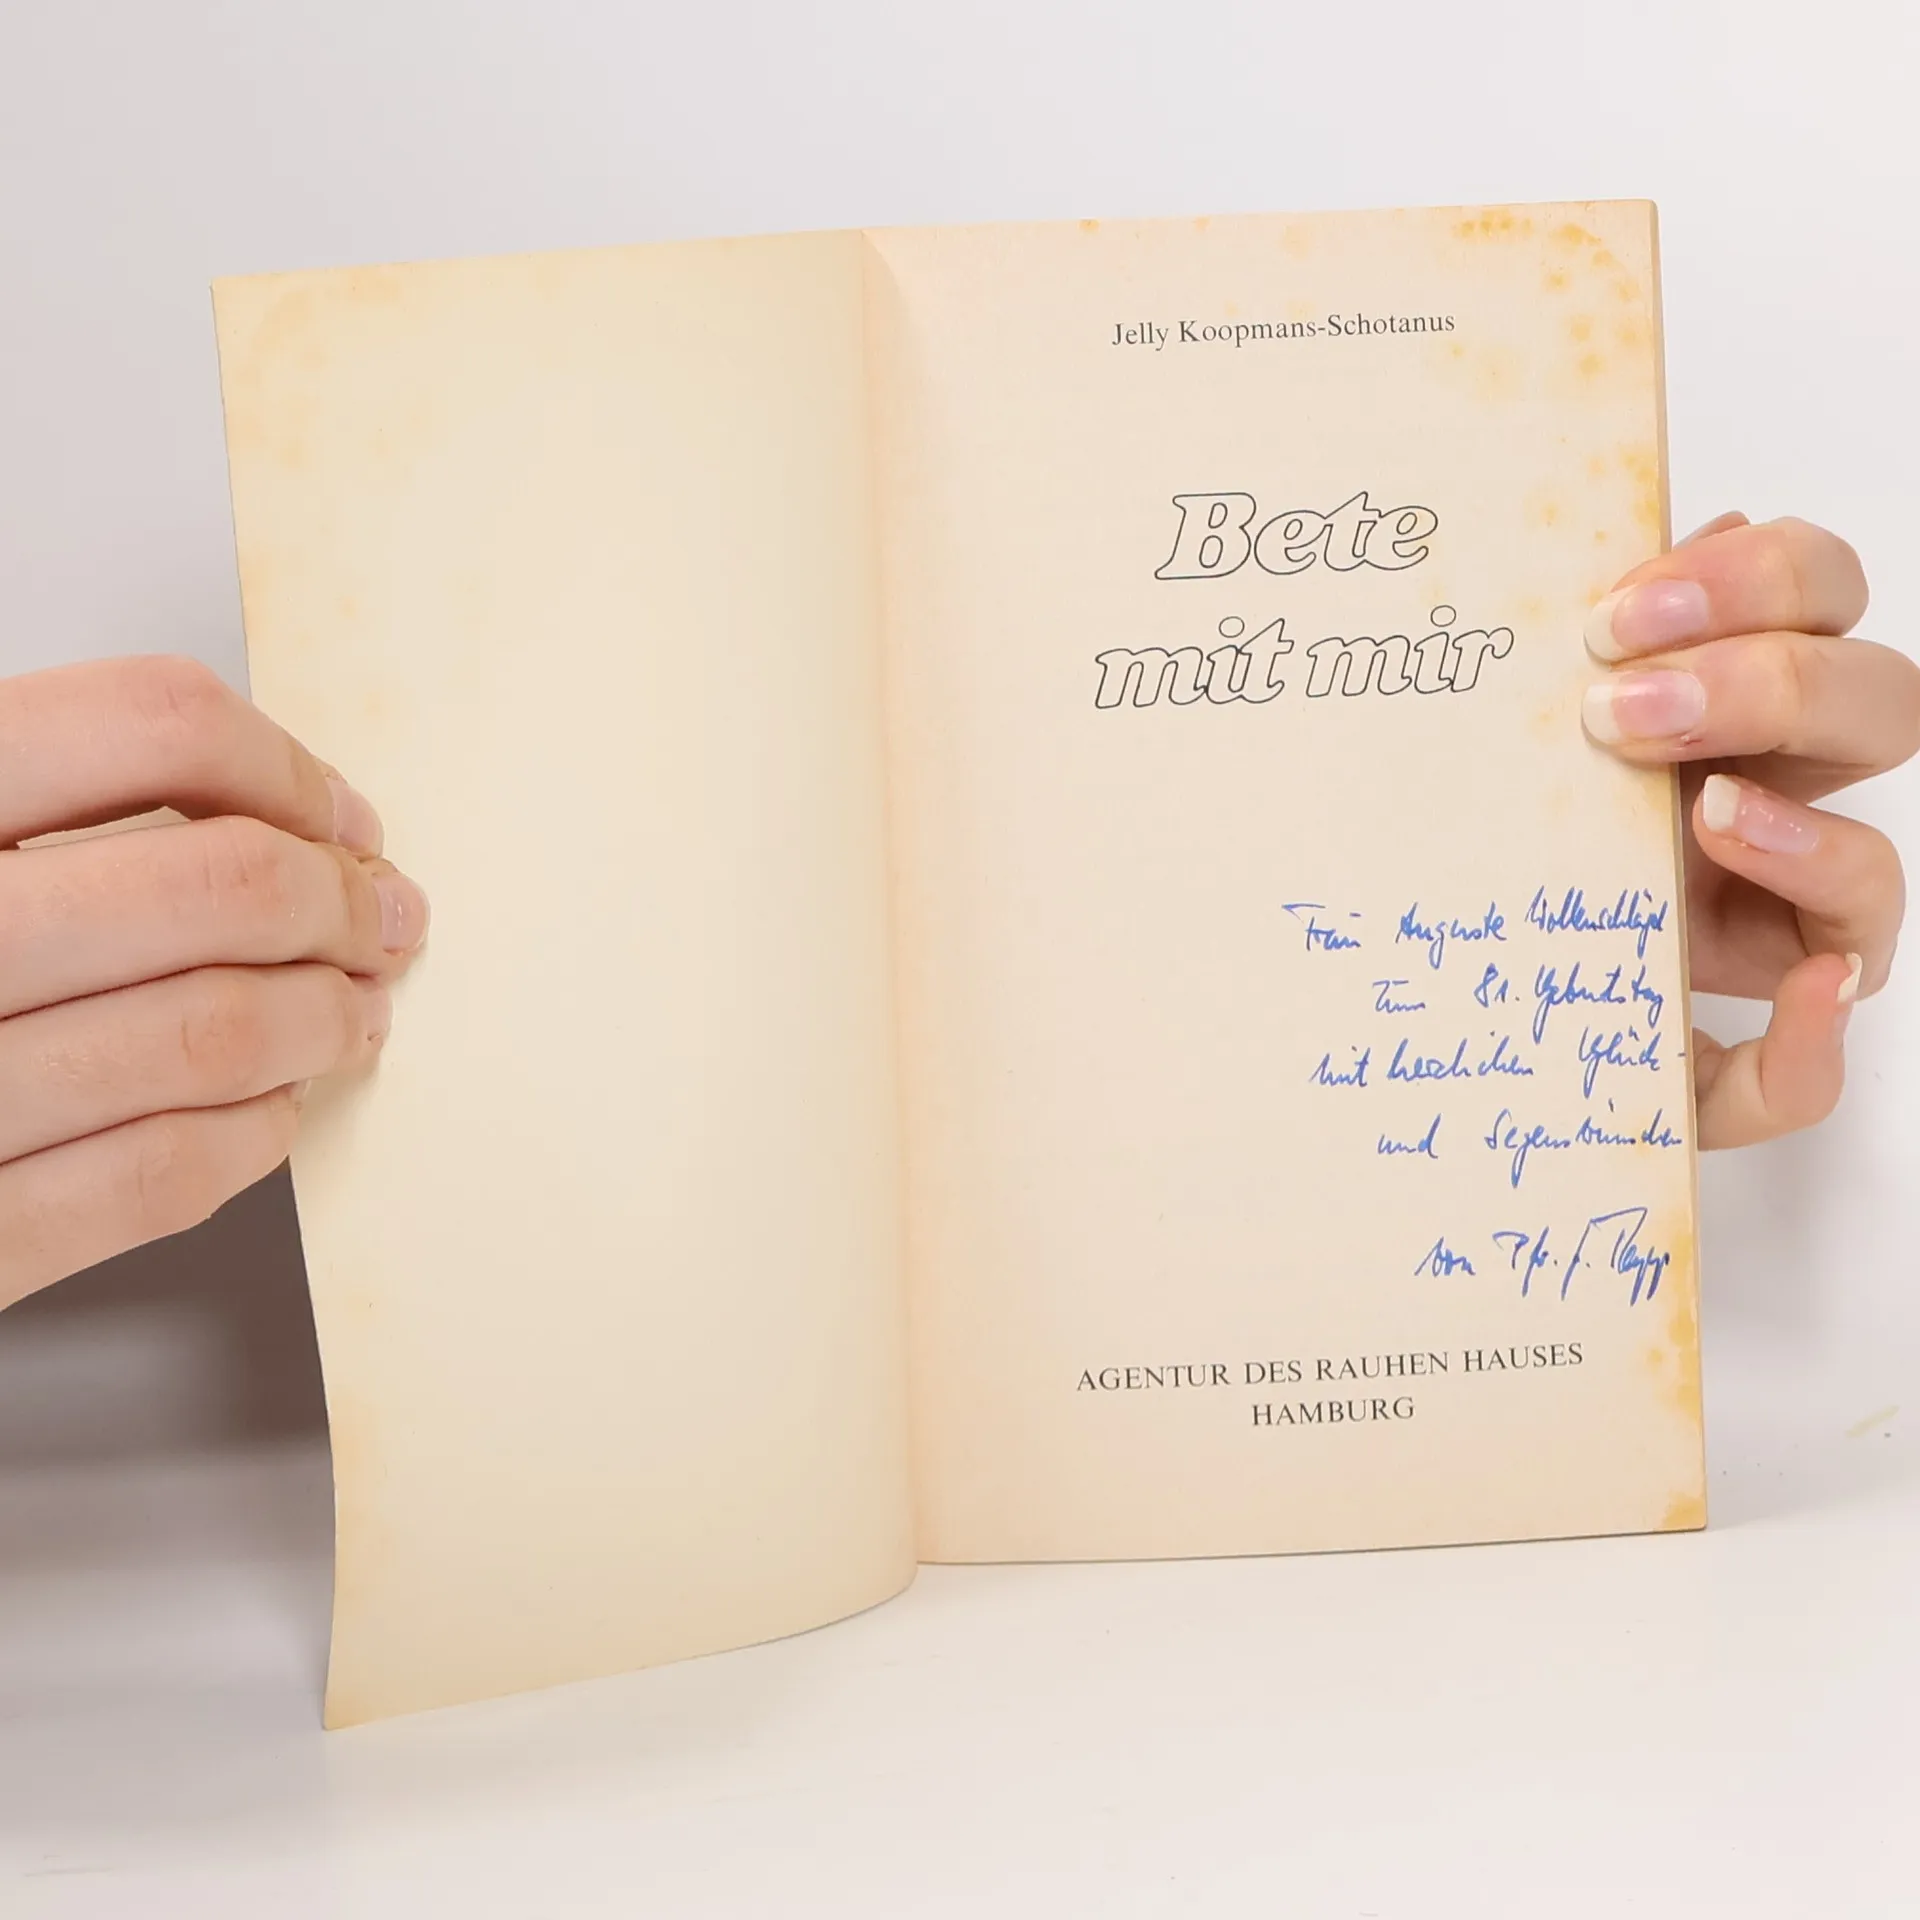 Jelly Koopmans-Schotanus
Bete
mit mir
Frau Auguste
zum 81. Geburtstag
mit herzlichen Glück-
und Segenswünschen
von Pfr. J.
AGENTUR DES RAUHEN HAUSES
HAMBURG